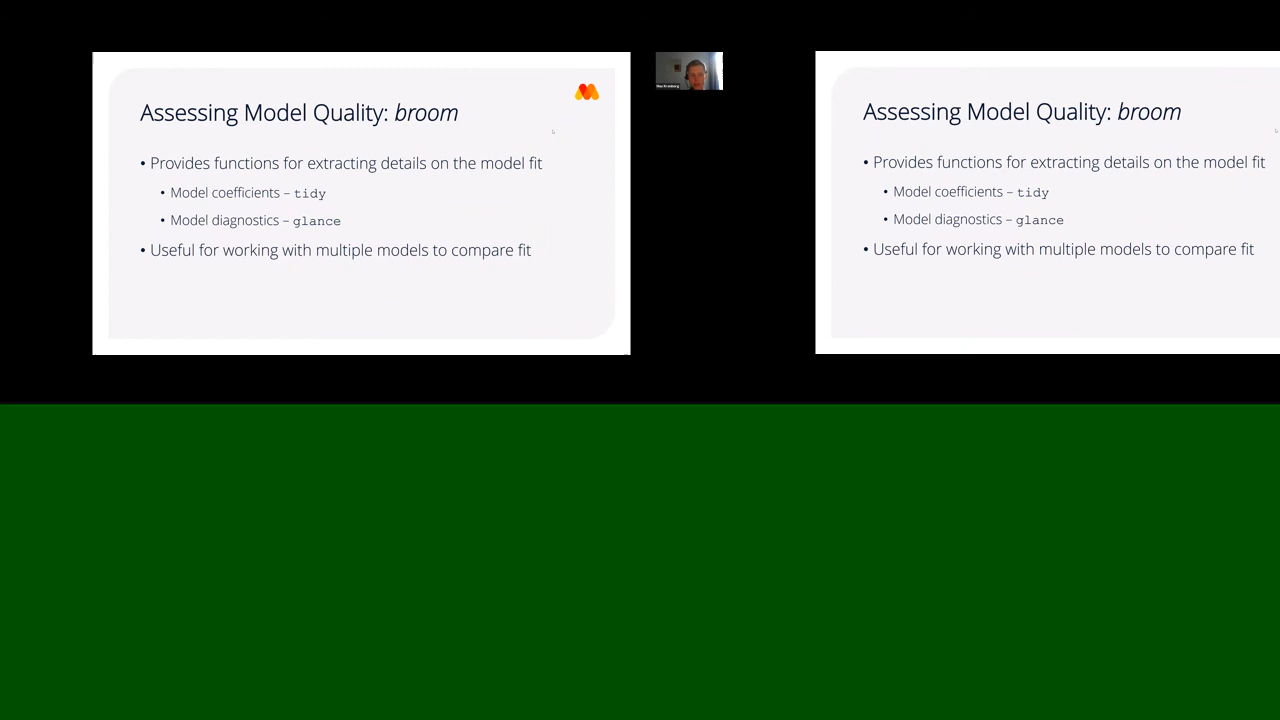 Assessing Model Quality: broom
• Provides functions for extracting details on the model fit
• Model coefficients – tidy
• Model diagnostics – glance
• Useful for working with multiple models to compare fit
Assessing Model Quality: broom
• Provides functions for extracting details on the model fit
• Model coefficients – tidy
• Model diagnostics – glance
• Useful for working with multiple models to compare fit